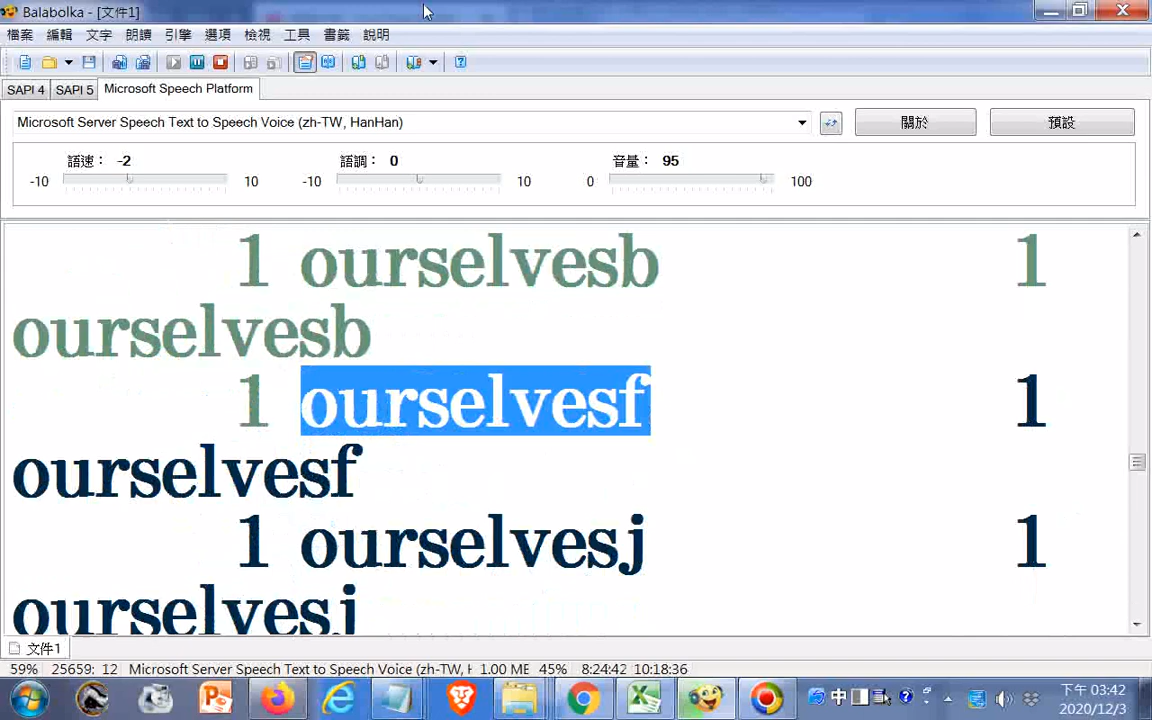 Balabolka - [文件1]
檔案 編輯 文字 朗讀 引擎 選項 檢視 工具 書籤 說明
SAPI 4 SAPI 5 Microsoft Speech Platform
Microsoft Server Speech Text to Speech Voice (zh-TW, HanHan) 關於 預設
語速： -2 語調： 0 音量： 95
-10 10 -10 10 0 100
1 ourselvesb 1
ourselvesb
1 ourselvesf 1
ourselvesf
1 ourselvesj 1
ourselvesj
文件1
59% 25659: 12 Microsoft Server Speech Text to Speech Voice (zh-TW, 1.00 ME 45% 8:24:42 10:18:36
中 下午 03:42
2020/12/3